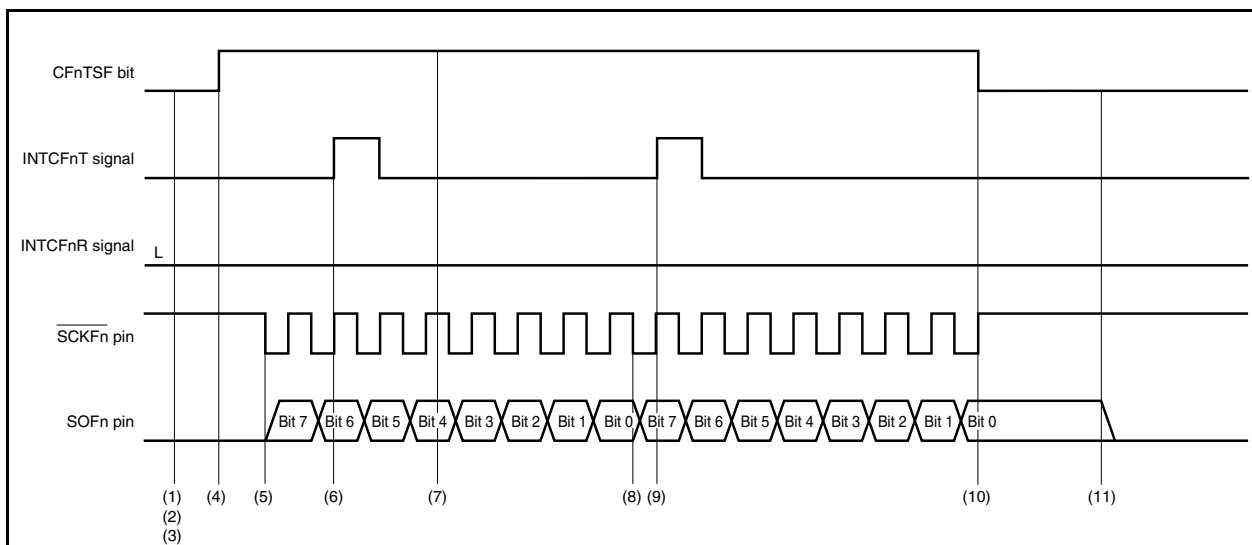 CFnTSF bit
INTCFnT signal
INTCFnR signal
L
SCKFn pin
SOFn pin
Bit 7 Bit 6 Bit 5 Bit 4 Bit 3 Bit 2 Bit 1 Bit 0 Bit 7 Bit 6 Bit 5 Bit 4 Bit 3 Bit 2 Bit 1 Bit 0
(1) (4) (5) (6) (7) (8) (9) (10) (11)
(2)
(3)